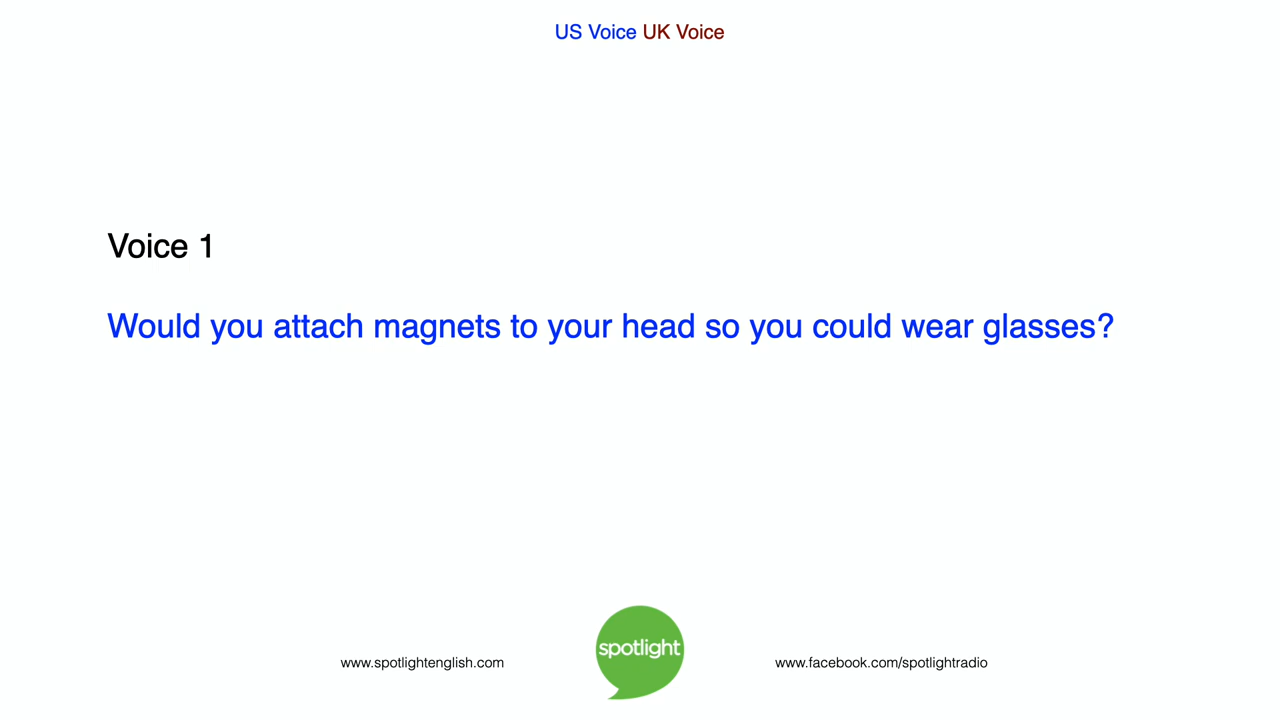 US Voice UK Voice
Voice 1
Would you attach magnets to your head so you could wear glasses?
www.spotlightenglish.com
spotlight
www.facebook.com/spotlightradio